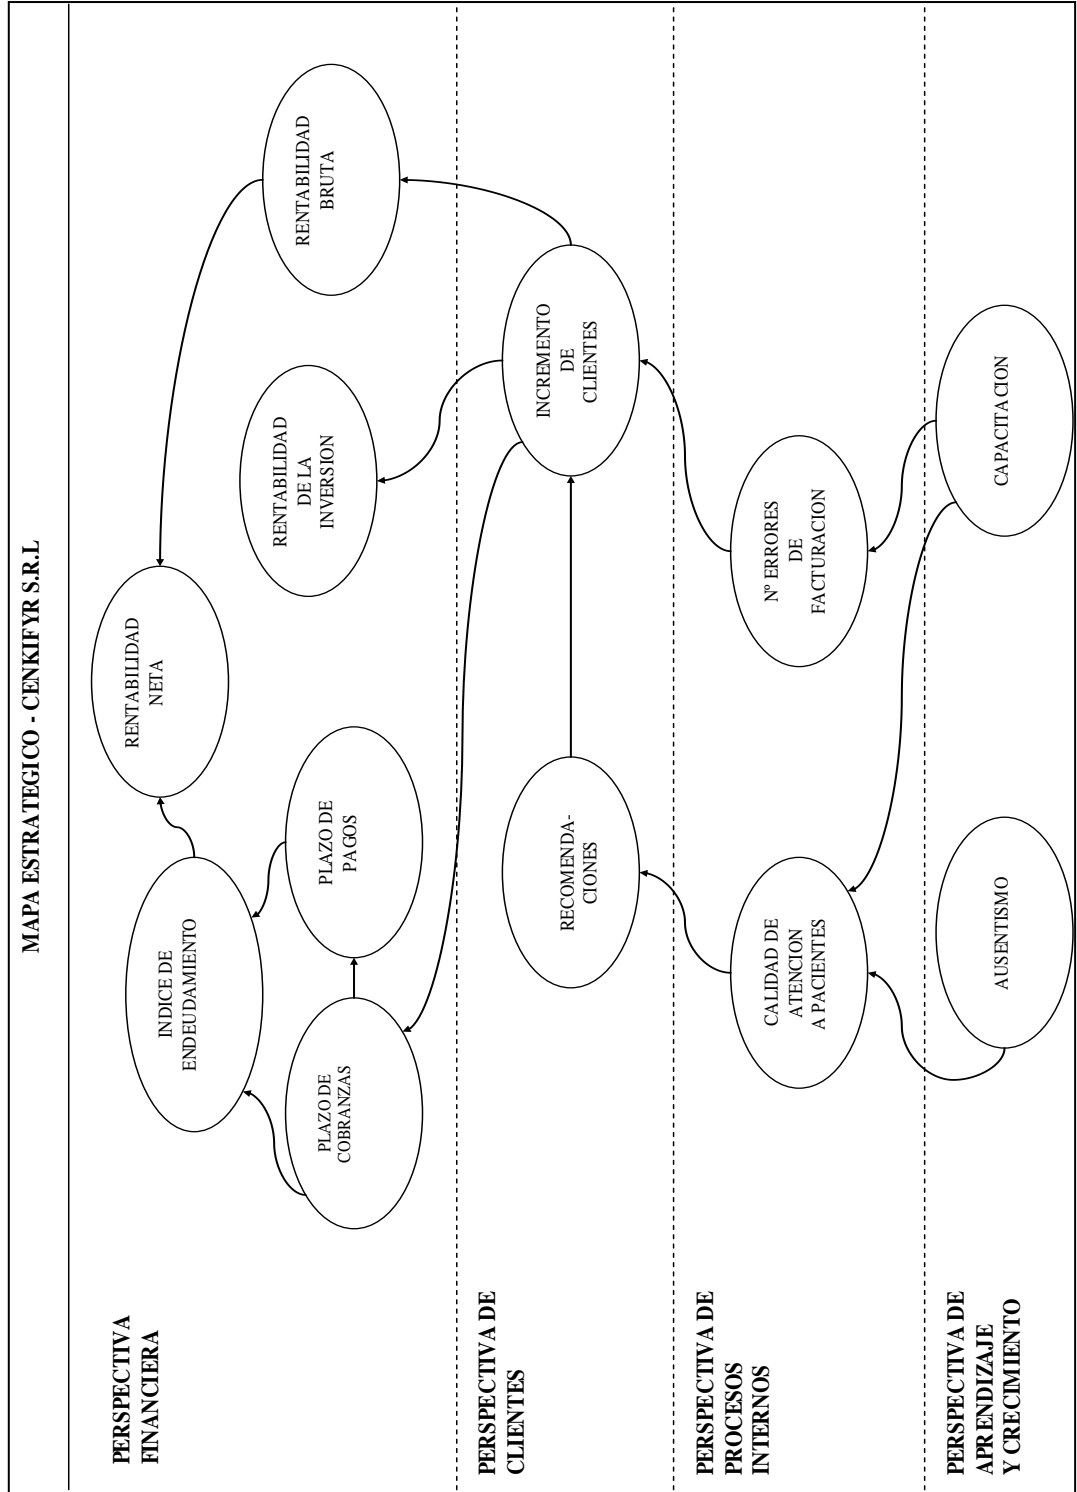 MAPA ESTRATEGICO - CENKIFYR S.R.L
PERSPECTIVA
FINANCIERA
INDICE DE
ENDEUDAMIENTO
RENTABILIDAD
NETA
PLAZO DE
COBRANZAS
PLAZO DE
PAGOS
RENTABILIDAD
DE LA
INVERSION
RENTABILIDAD
BRUTA
PERSPECTIVA DE
CLIENTES
RECOMENDA-
CIONES
INCREMENTO
DE
CLIENTES
PERSPECTIVA DE
PROCESOS
INTERNOS
CALIDAD DE
ATENCION
A PACIENTES
Nº ERRORES
DE
FACTURACION
PERSPECTIVA DE
APRENDIZAJE
Y CRECIMIENTO
AUSENTISMO
CAPACITACION